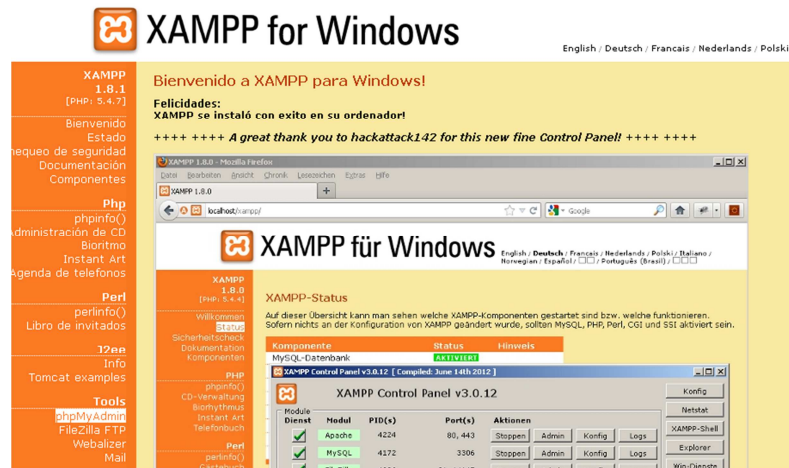 XAMPP for Windows
English / Deutsch / Francais / Nederlands / Polski
XAMPP
1.8.1
[PHP: 5.4.7]
Bienvenido
Estado
hequeo de seguridad
Documentación
Componentes
Php
phpinfo()
dministración de CD
Bioritmo
Instant Art
Agenda de telefonos
Perl
perlinfo()
Libro de invitados
J2ee
Info
Tomcat examples
Tools
phpMyAdmin
FileZilla FTP
Webalizer
Mail
Bienvenido a XAMPP para Windows!
Felicidades:
XAMPP se instaló con exito en su ordenador!
++++ ++++ A great thank you to hackattack142 for this new fine Control Panel! ++++ ++++
XAMPP 1.8.0 - Mozilla Firefox
Datei Bearbeiten Ansicht Chronik Lesezeichen Extras Hilfe
XAMPP 1.8.0
localhost/xampp/
Google
XAMPP für Windows
English / Deutsch / Francais / Nederlands / Polski / Italiano /
Norwegian / Español / / Português (Brasil) /
XAMPP
1.8.0
[PHP: 5.4.4]
Willkommen
Status
Sicherheitscheck
Dokumentation
Komponenten
PHP
phpinfo()
CD-Verwaltung
Biorhythmus
Instant Art
Telefonbuch
Perl
perlinfo()
Gästebuch
XAMPP-Status
Auf dieser Übersicht kann man sehen welche XAMPP-Komponenten gestartet sind bzw. welche funktionieren.
Sofern nichts an der Konfiguration von XAMPP geändert wurde, sollten MySQL, PHP, Perl, CGI und SSI aktiviert sein.
Komponente Status Hinweis
MySQL-Datenbank AKTIVIERT
XAMPP Control Panel v3.0.12 [ Compiled: June 14th 2012 ]
XAMPP Control Panel v3.0.12
Konfig
Netstat
XAMPP-Shell
Explorer
Win-Dienste
Module
Dienst Modul PID(s) Port(s) Aktionen
Apache 4224 80, 443 Stoppen Admin Konfig Logs
MySQL 4172 3306 Stoppen Admin Konfig Logs